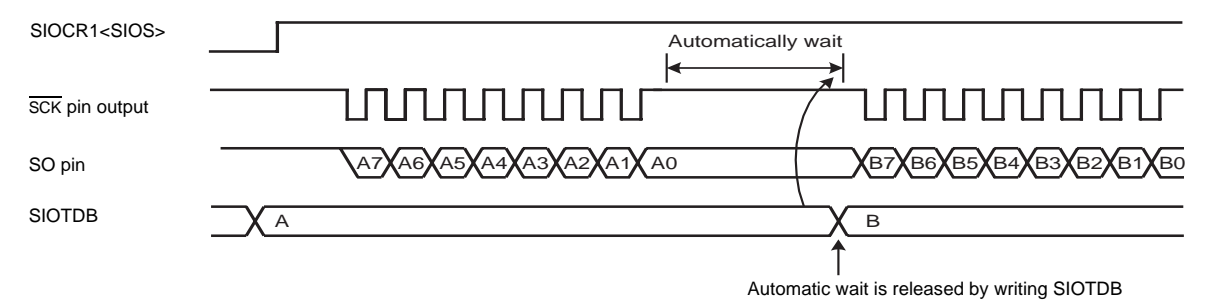 SIOCR1<SIOS>
Automatically wait
SCK pin output
SO pin
A7 A6 A5 A4 A3 A2 A1 A0 B7 B6 B5 B4 B3 B2 B1 B0
SIOTDB
A B
Automatic wait is released by writing SIOTDB